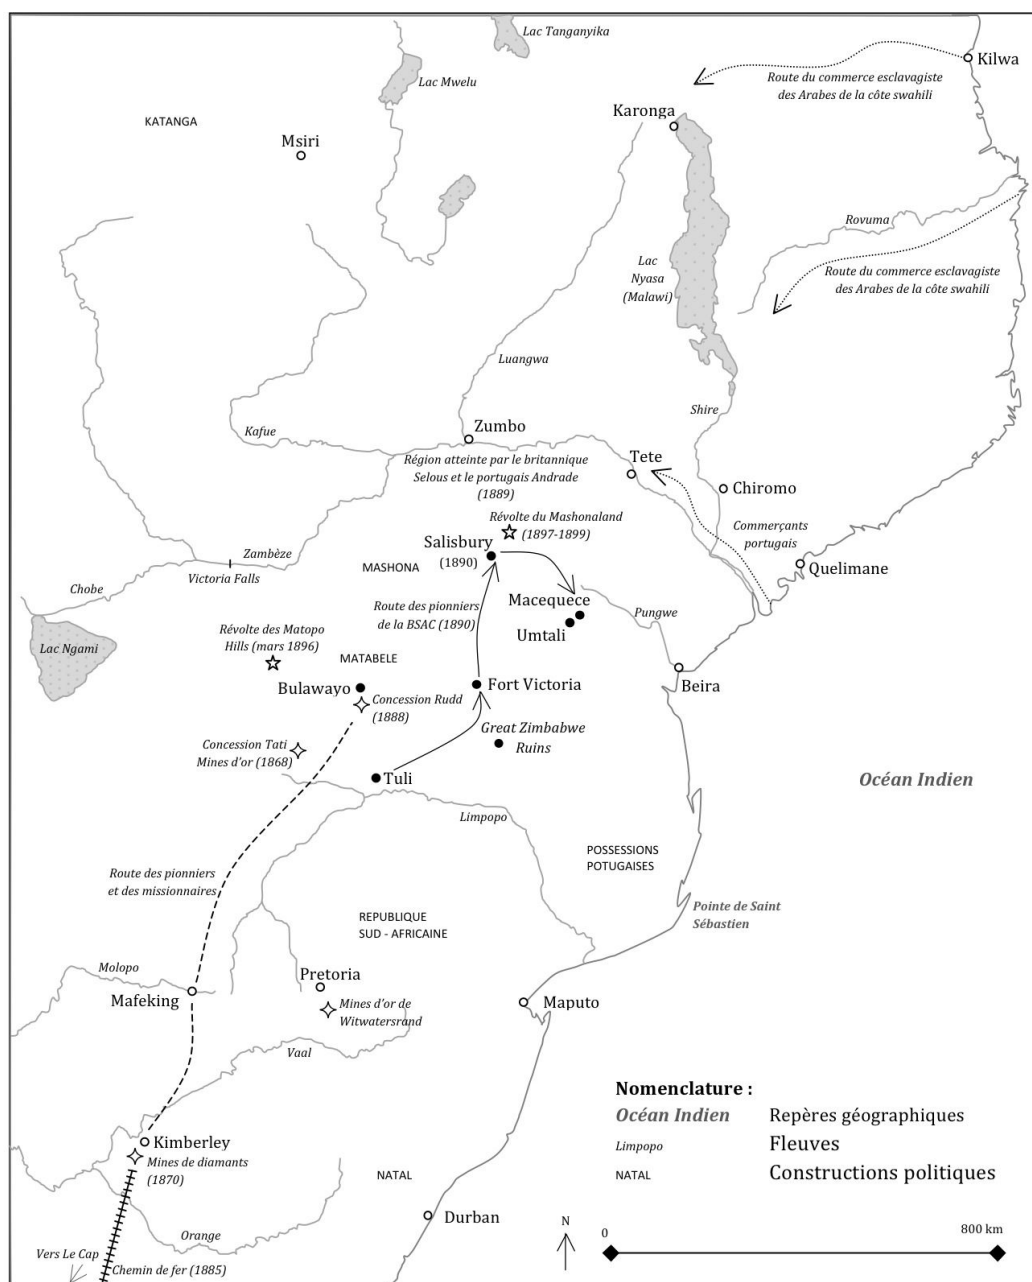 Lac Tanganyika
Kilwa
Route du commerce esclavagiste
des Arabes de la côte swahili
Lac Mwelu
KATANGA
Karonga
Msiri
Rovuma
Lac
Nyasa
(Malawi)
Route du commerce esclavagiste
des Arabes de la côte swahili
Luangwa
Shire
Kafue
Zumbo
Région atteinte par le britannique
Selous et le portugais Andrade
(1889)
Tete
Chiromo
Révolte du Mashonaland
(1897-1899)
Commerçants
portugais
Salisbury
(1890)
Zambèze
Victoria Falls
MASHONA
Quelimane
Chobe
Macequece
Route des pionniers
de la BSAC (1890)
Pungwe
Umtali
Révolte des Matopo
Hills (mars 1896)
Lac Ngami
MATABELE
Bulawayo
Fort Victoria
Beira
Concession Rudd
(1888)
Great Zimbabwe
Ruins
Concession Tati
Mines d'or (1868)
Tuli
Océan Indien
Limpopo
POSSESSIONS
POTUGAISES
Route des pionniers
et des missionnaires
Pointe de Saint
Sébastien
REPUBLIQUE
SUD - AFRICAINE
Molopo
Pretoria
Mafeking
Mines d'or de
Witwatersrand
Maputo
Vaal
Nomenclature :
Océan Indien Repères géographiques
Limpopo Fleuves
NATAL Constructions politiques
Kimberley
Mines de diamants
(1870)
NATAL
Durban
Orange
N
0 800 km
Vers Le Cap
Chemin de fer (1885)